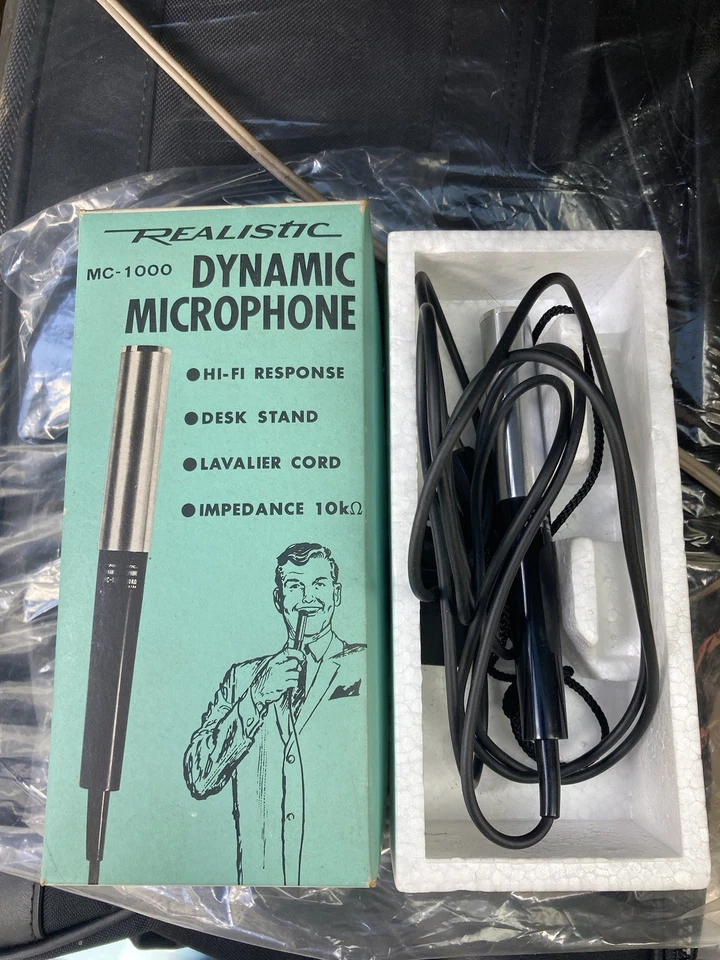 REALISTIC
MC-1000 DYNAMIC
MICROPHONE
●HI-FI RESPONSE
●DESK STAND
●LAVALIER CORD
●IMPEDANCE 10kΩ